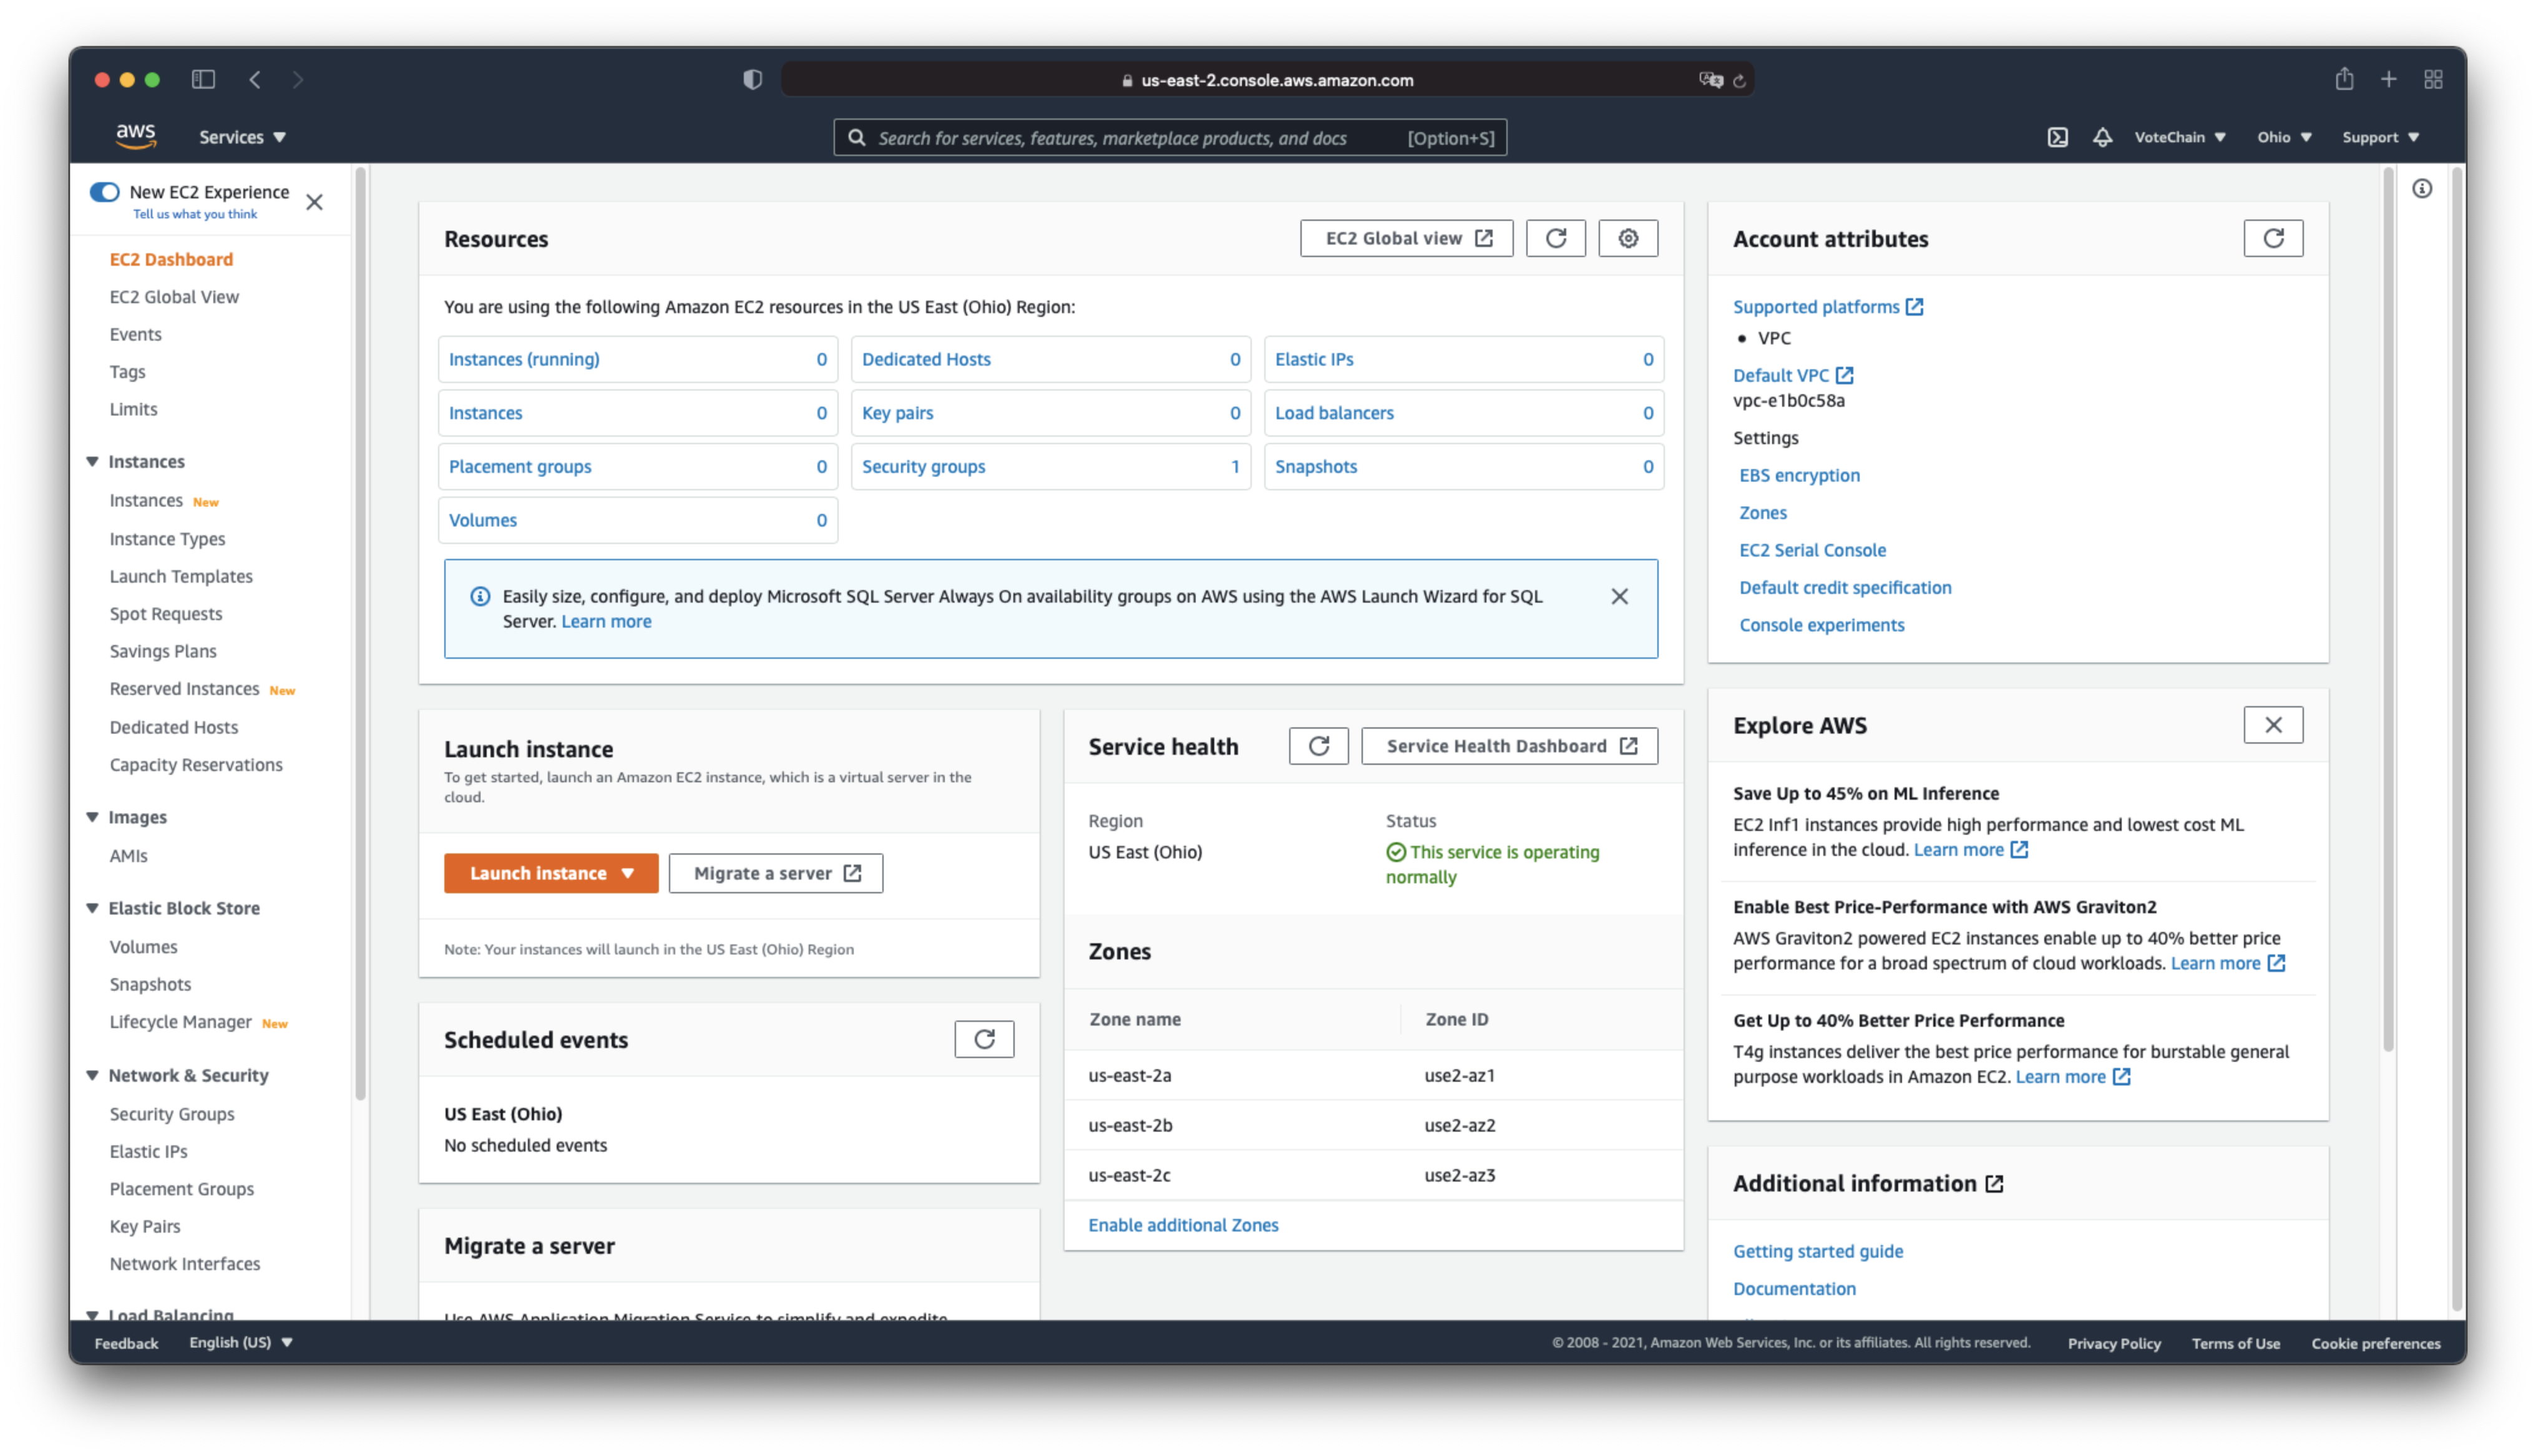 us-east-2.console.aws.amazon.com
aws
Services
Search for services, features, marketplace products, and docs [Option+S]
VoteChain
Ohio
Support
New EC2 Experience
Tell us what you think
EC2 Dashboard
EC2 Global View
Events
Tags
Limits
Instances
Instances New
Instance Types
Launch Templates
Spot Requests
Savings Plans
Reserved Instances New
Dedicated Hosts
Capacity Reservations
Images
AMIs
Elastic Block Store
Volumes
Snapshots
Lifecycle Manager New
Network & Security
Security Groups
Elastic IPs
Placement Groups
Key Pairs
Network Interfaces
Load Balancing
Resources
EC2 Global view
You are using the following Amazon EC2 resources in the US East (Ohio) Region:
Instances (running) 0
Dedicated Hosts 0
Elastic IPs 0
Instances 0
Key pairs 0
Load balancers 0
Placement groups 0
Security groups 1
Snapshots 0
Volumes 0
Easily size, configure, and deploy Microsoft SQL Server Always On availability groups on AWS using the AWS Launch Wizard for SQL
Server. Learn more
Launch instance
To get started, launch an Amazon EC2 instance, which is a virtual server in the
cloud.
Launch instance
Migrate a server
Note: Your instances will launch in the US East (Ohio) Region
Scheduled events
US East (Ohio)
No scheduled events
Migrate a server
Use AWS Application Migration Service to simplify and expedite
Service health
Service Health Dashboard
Region
US East (Ohio)
Status
This service is operating
normally
Zones
Zone name Zone ID
us-east-2a use2-az1
us-east-2b use2-az2
us-east-2c use2-az3
Enable additional Zones
Account attributes
Supported platforms
VPC
Default VPC
vpc-e1b0c58a
Settings
EBS encryption
Zones
EC2 Serial Console
Default credit specification
Console experiments
Explore AWS
Save Up to 45% on ML Inference
EC2 Inf1 instances provide high performance and lowest cost ML
inference in the cloud. Learn more
Enable Best Price-Performance with AWS Graviton2
AWS Graviton2 powered EC2 instances enable up to 40% better price
performance for a broad spectrum of cloud workloads. Learn more
Get Up to 40% Better Price Performance
T4g instances deliver the best price performance for burstable general
purpose workloads in Amazon EC2. Learn more
Additional information
Getting started guide
Documentation
Feedback
English (US)
© 2008 - 2021, Amazon Web Services, Inc. or its affiliates. All rights reserved.
Privacy Policy
Terms of Use
Cookie preferences